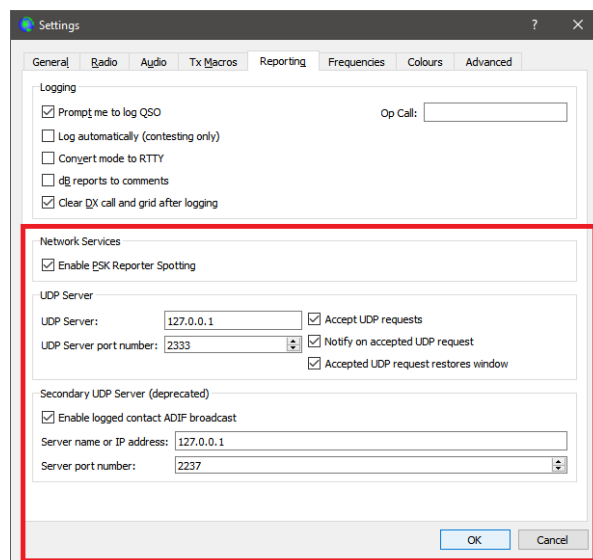 Settings
General Radio Audio Tx Macros Reporting Frequencies Colours Advanced
Logging
Prompt me to log QSO
Op Call:
Log automatically (contesting only)
Convert mode to RTTY
dB reports to comments
Clear DX call and grid after logging
Network Services
Enable PSK Reporter Spotting
UDP Server
UDP Server: 127.0.0.1 Accept UDP requests
UDP Server port number: 2333 Notify on accepted UDP request
Accepted UDP request restores window
Secondary UDP Server (deprecated)
Enable logged contact ADIF broadcast
Server name or IP address: 127.0.0.1
Server port number: 2237
OK Cancel